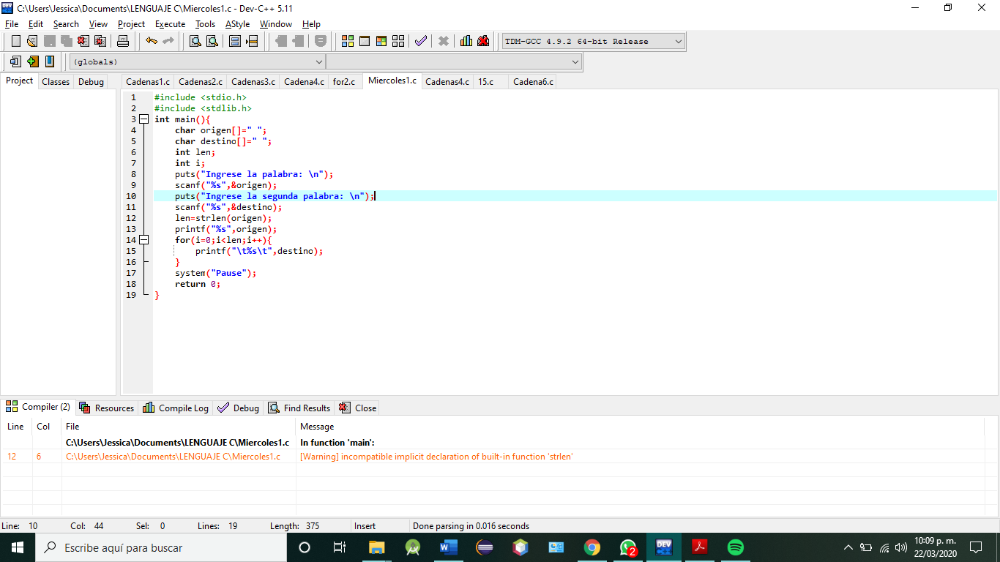 C:\Users\Jessica\Documents\LENGUAJE C\Miercoles1.c - Dev-C++ 5.11
File Edit Search View Project Execute Tools AStyle Window Help
TDM-GCC 4.9.2 64-bit Release
(globals)
Project Classes Debug Cadenas1.c Cadenas2.c Cadenas3.c Cadena4.c for2.c Miercoles1.c Cadenas4.c 15.c Cadena6.c
1 #include <stdio.h>
2 #include <stdlib.h>
3 int main(){
4 char origen[]=" ";
5 char destino[]=" ";
6 int len;
7 int i;
8 puts("Ingrese la palabra: \n");
9 scanf("%s",&origen);
10 puts("Ingrese la segunda palabra: \n");
11 scanf("%s",&destino);
12 len=strlen(origen);
13 printf("%s",origen);
14 for(i=0;i<len;i++){
15 printf("\t%s\t",destino);
16 }
17 system("Pause");
18 return 0;
19 }
Compiler (2) Resources Compile Log Debug Find Results Close
Line Col File Message
C:\Users\Jessica\Documents\LENGUAJE C\Miercoles1.c In function 'main':
12 6 C:\Users\Jessica\Documents\LENGUAJE C\Miercoles1.c [Warning] incompatible implicit declaration of built-in function 'strlen'
Line: 10 Col: 44 Sel: 0 Lines: 19 Length: 375 Insert Done parsing in 0.016 seconds
Escribe aquí para buscar
2
DEV
10:09 p. m.
22/03/2020